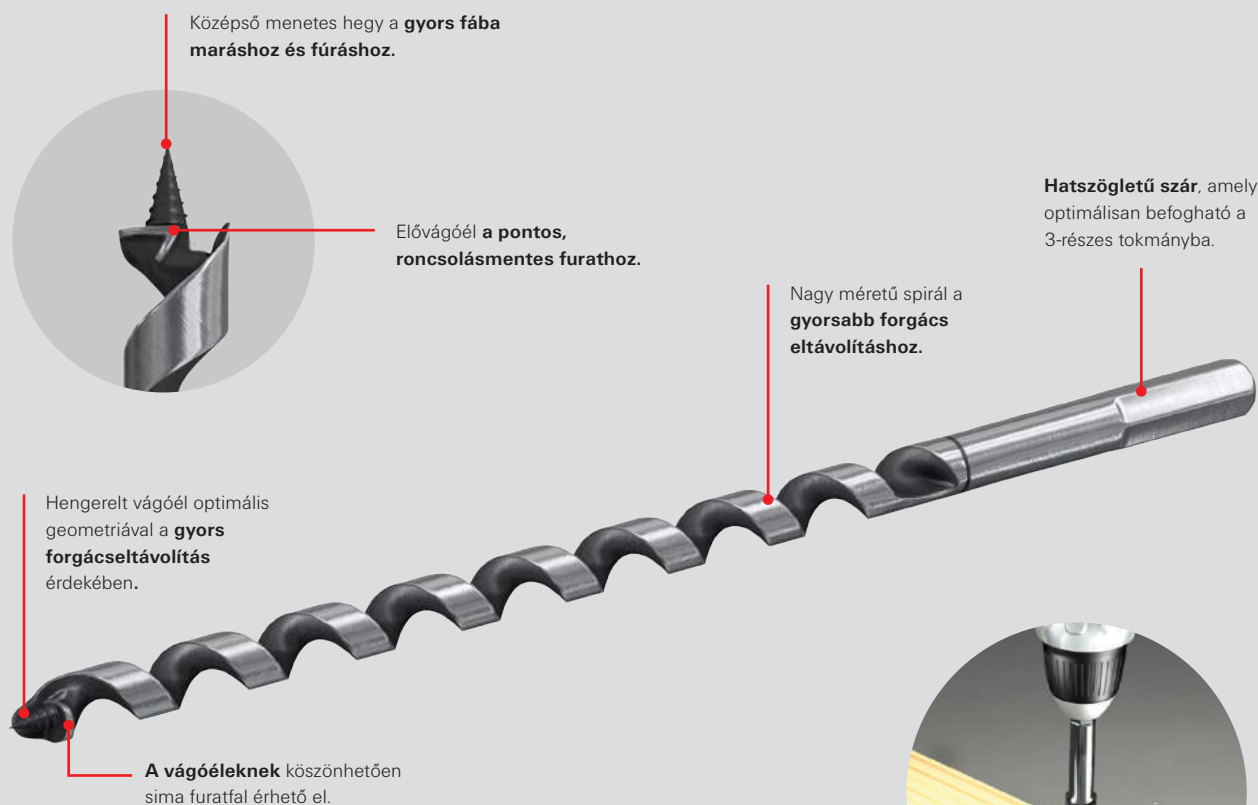 Középső menetes hegy a gyors fába
maráshoz és fúráshoz.
Elővágóél a pontos,
roncsolásmentes furathoz.
Hatszögletű szár, amely
optimálisan befogható a
3-részes tokmányba.
Nagy méretű spirál a
gyorsabb forgács
eltávolításhoz.
Hengerelt vágóél optimális
geometriával a gyors
forgácseltávolítás
érdekében.
A vágóéleknek köszönhetően
sima furatfal érhető el.